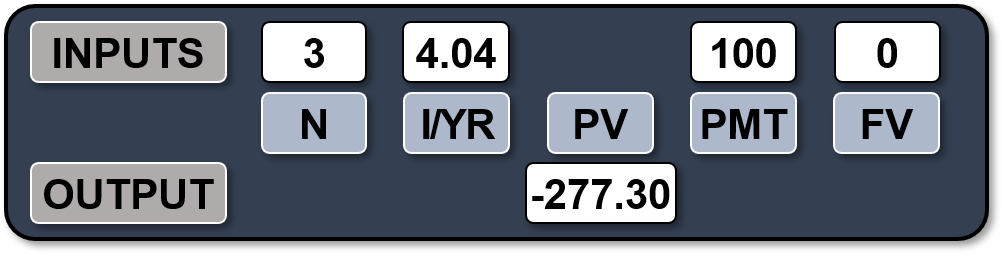 INPUTS 3 4.04 100 0
N I/YR PV PMT FV
OUTPUT -277.30